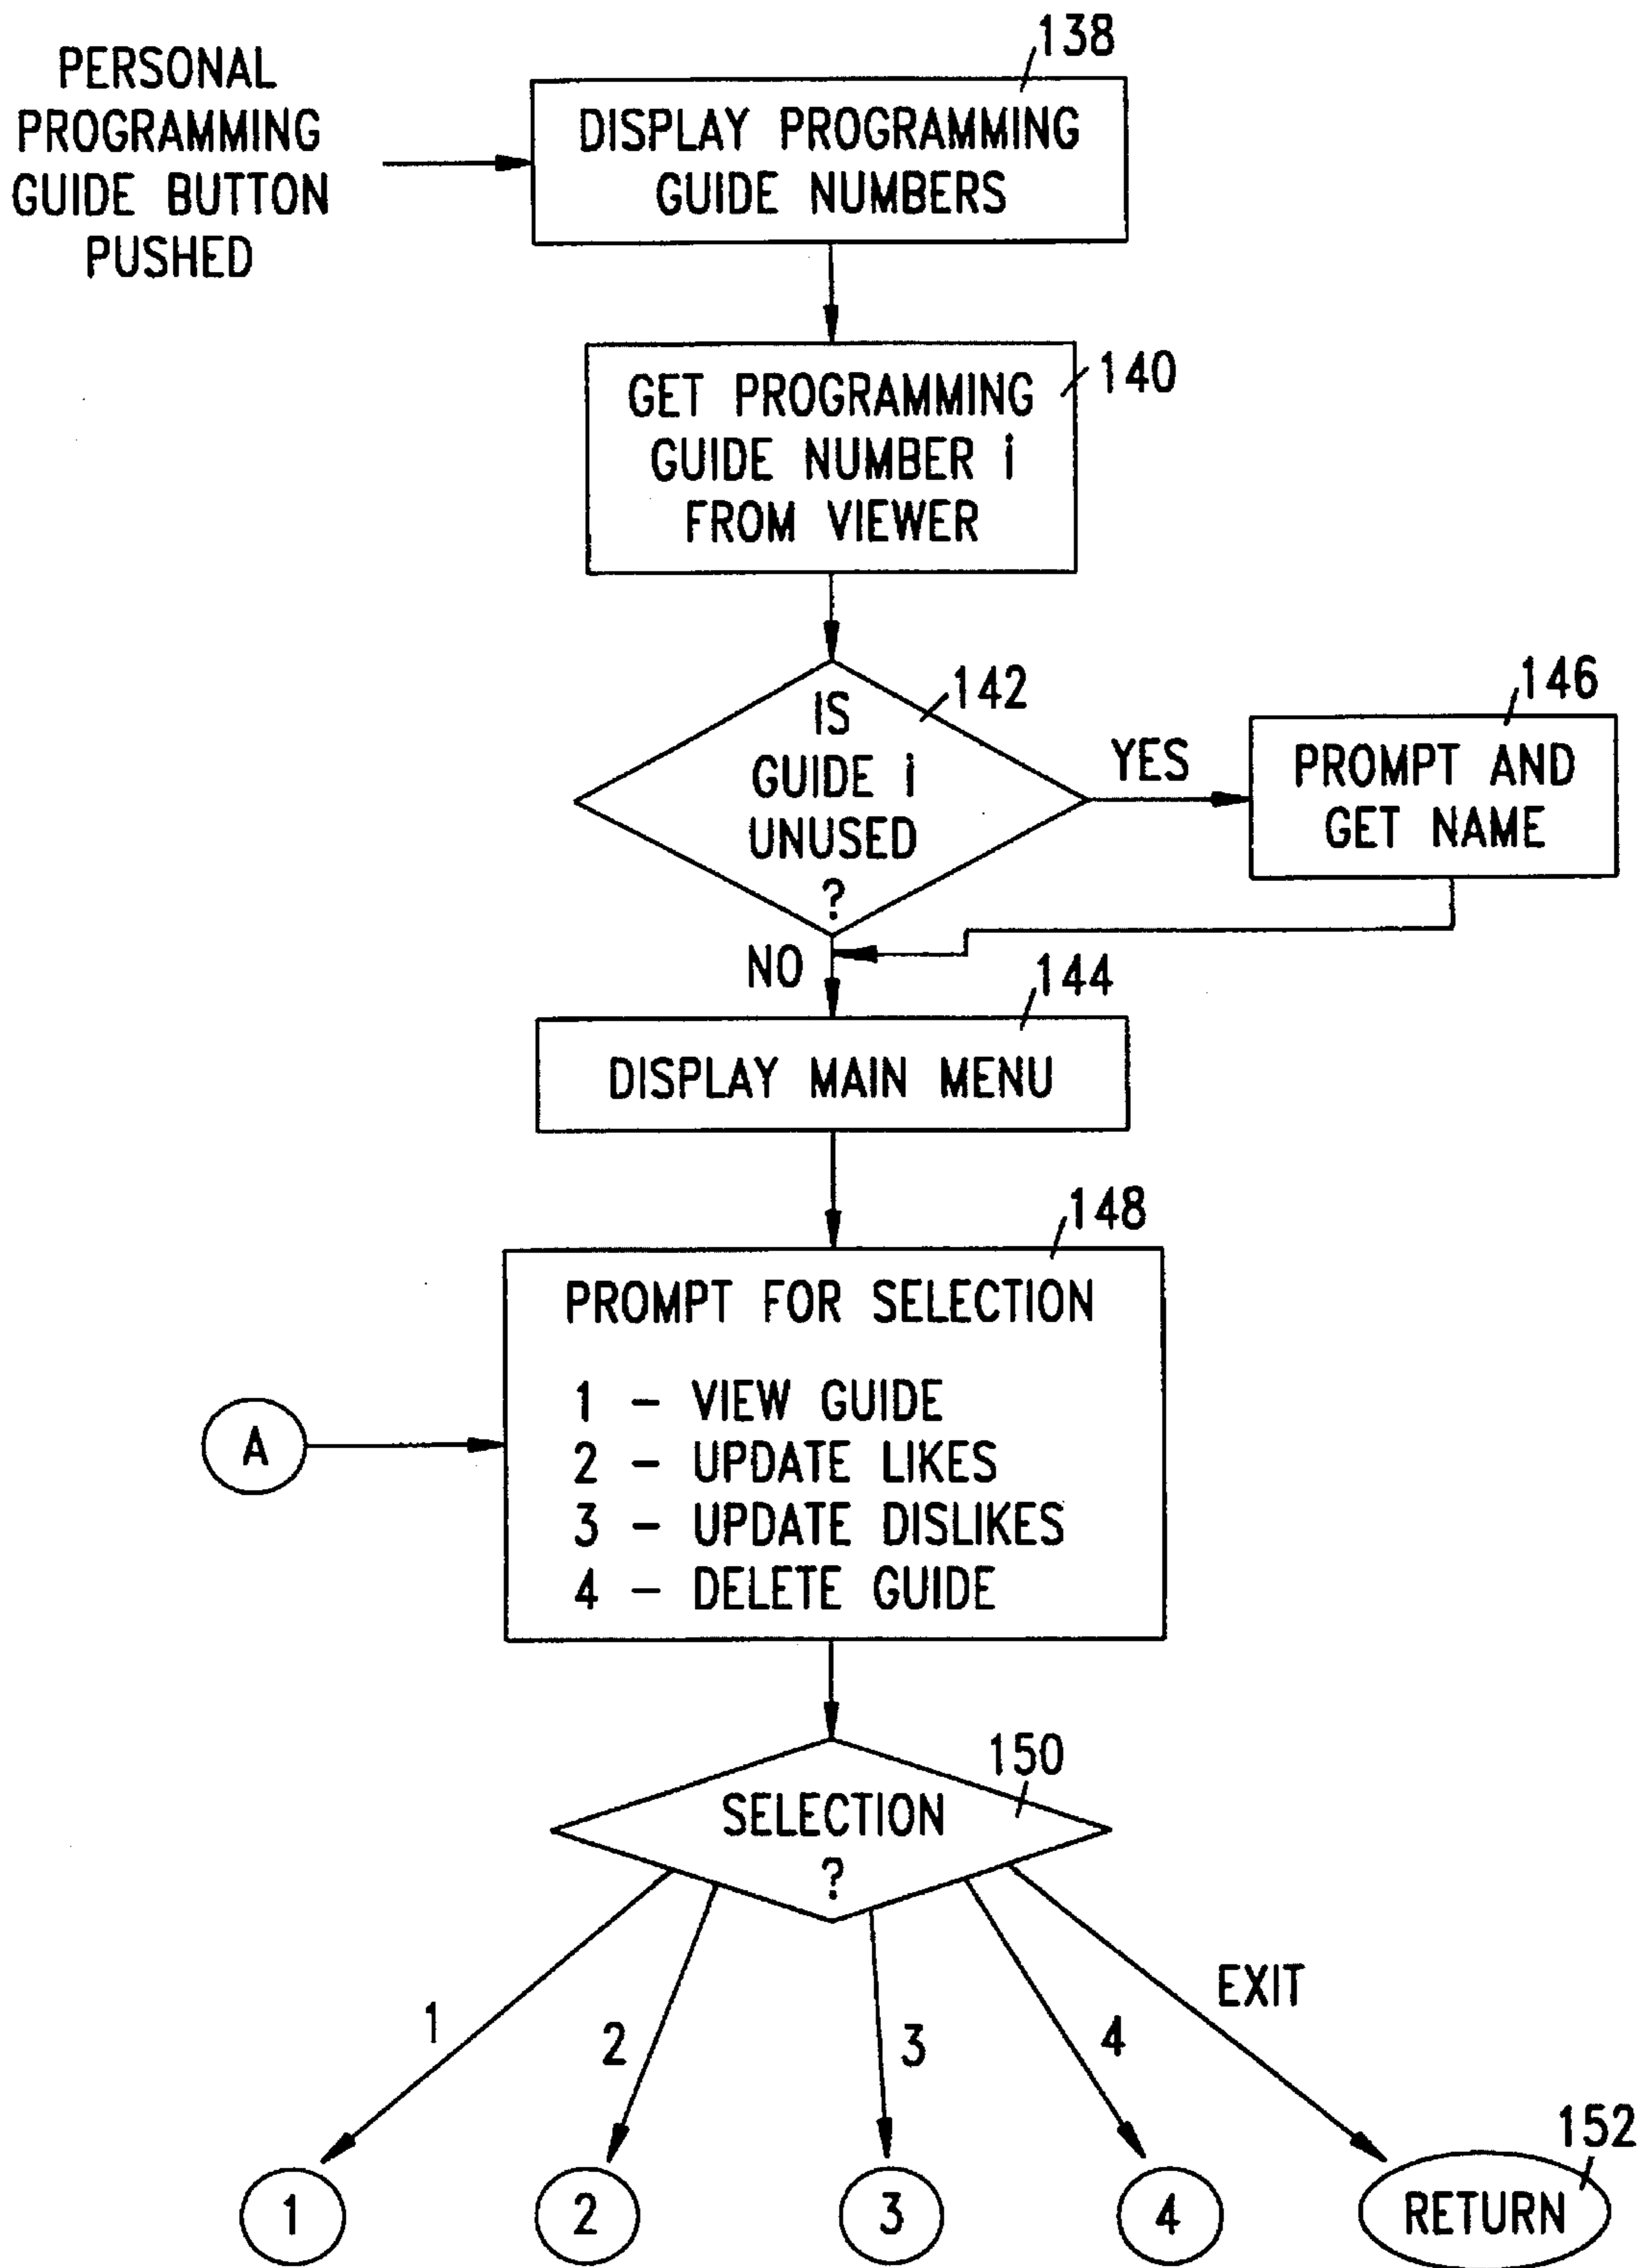 138
PERSONAL
PROGRAMMING
GUIDE BUTTON
PUSHED
DISPLAY PROGRAMMING
GUIDE NUMBERS
140
GET PROGRAMMING
GUIDE NUMBER i
FROM VIEWER
142
IS
GUIDE i
UNUSED
?
YES
146
PROMPT AND
GET NAME
NO
144
DISPLAY MAIN MENU
148
PROMPT FOR SELECTION
1 – VIEW GUIDE
2 – UPDATE LIKES
3 – UPDATE DISLIKES
4 – DELETE GUIDE
A
150
SELECTION
?
1
2
3
4
EXIT
152
1
2
3
4
RETURN